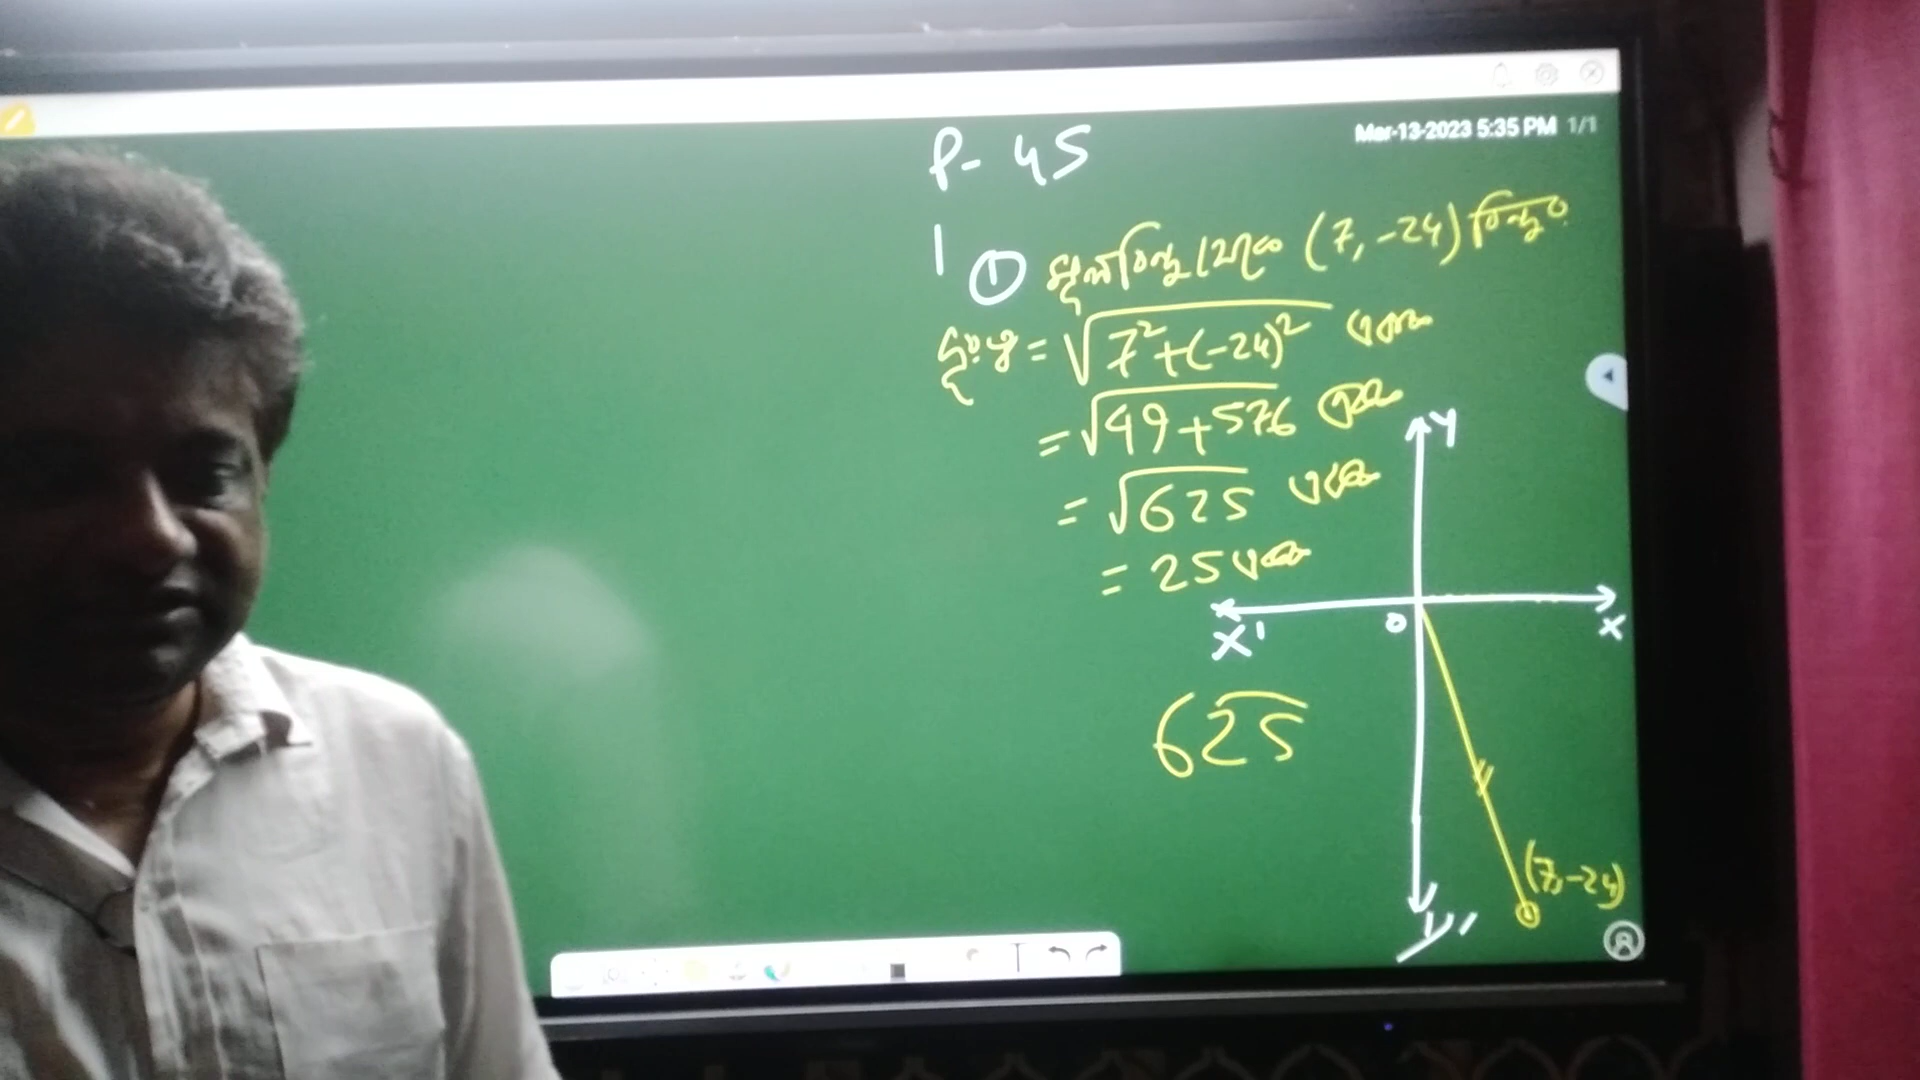 Mar-13-2023 5:35 PM 1/1
P- 45
1 ① মূলবিন্দু থেকে (7, -24) বিন্দুর
দূরত্ব = √7²+(-24)² একক
= √49+576 একক
= √625 একক
= 25 একক
Y
X' O X
625
(7, -24)
Y'